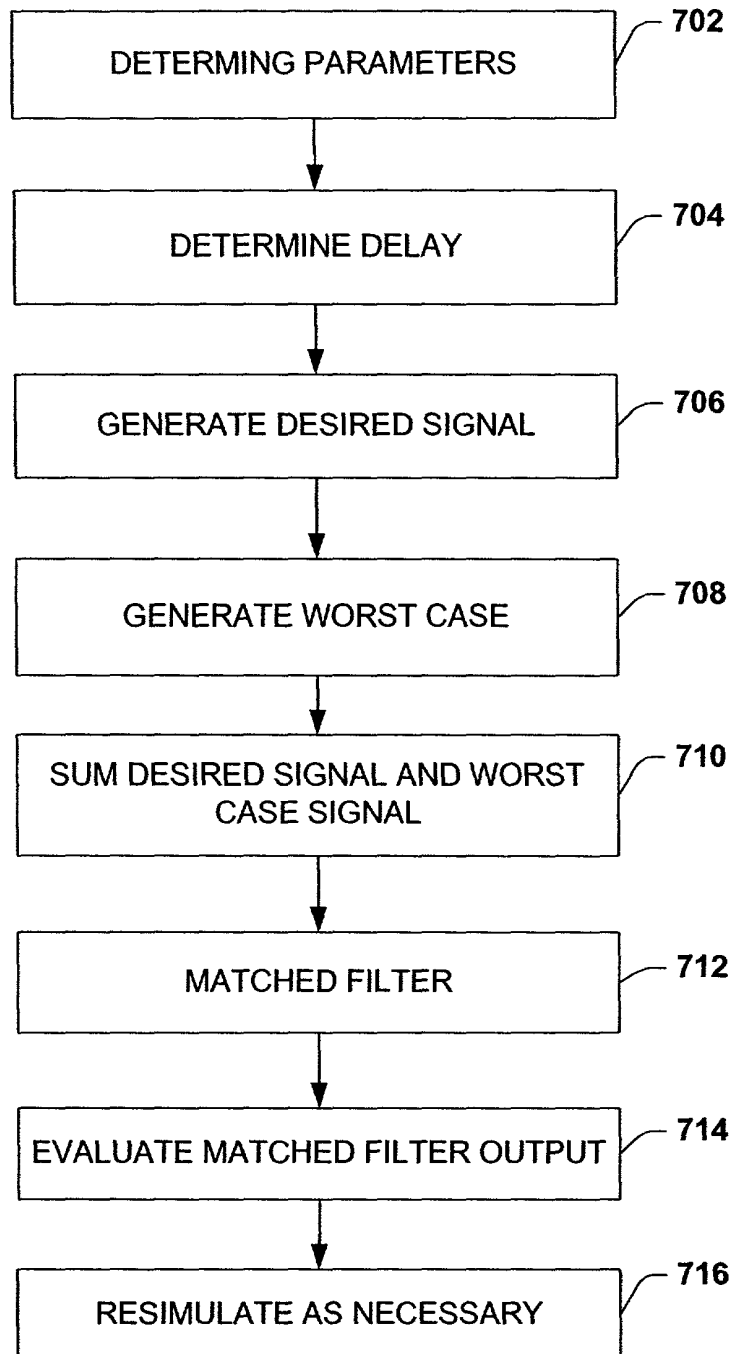 702
DETERMING PARAMETERS
704
DETERMINE DELAY
706
GENERATE DESIRED SIGNAL
708
GENERATE WORST CASE
710
SUM DESIRED SIGNAL AND WORST
CASE SIGNAL
712
MATCHED FILTER
714
EVALUATE MATCHED FILTER OUTPUT
716
RESIMULATE AS NECESSARY